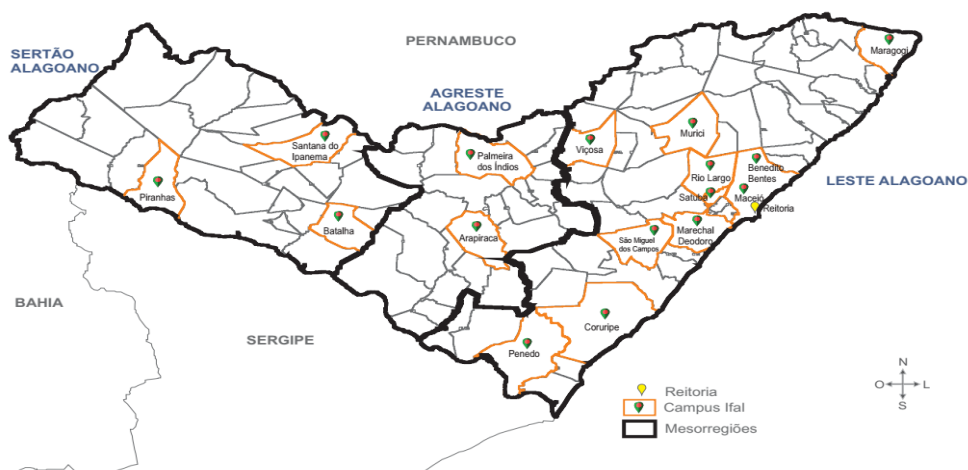 SERTÃO
ALAGOANO
PERNAMBUCO
AGRESTE
ALAGOANO
LESTE ALAGOANO
Maragogi
Santana do
Ipanema
Piranhas
Batalha
Palmeira
dos Índios
Arapiraca
Viçosa
Murici
Rio Largo
Benedito
Bentes
Satuba
Maceió
Reitoria
São Miguel
dos Campos
Marechal
Deodoro
Coruripe
Penedo
BAHIA
SERGIPE
N
O
L
S
Reitoria
Campus Ifal
Mesorregiões